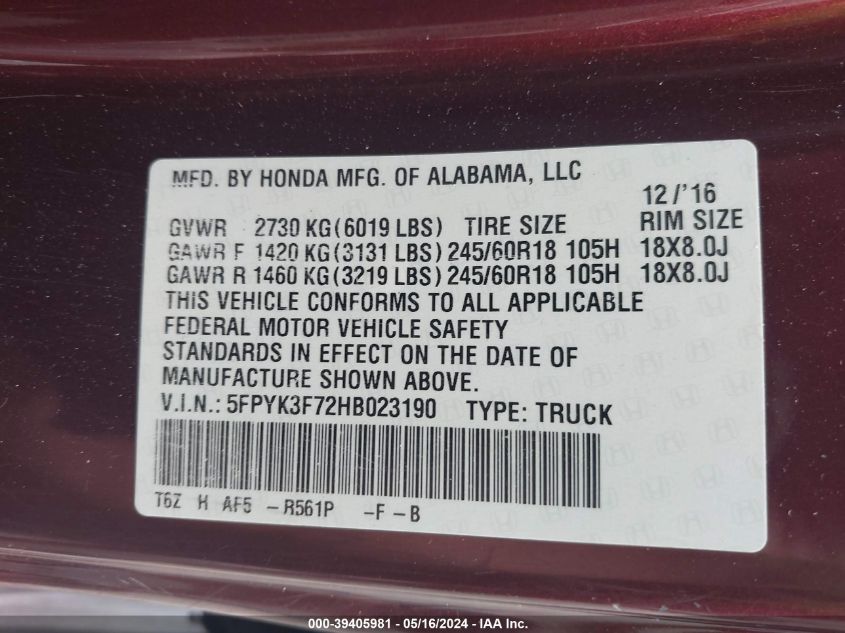 MFD. BY HONDA MFG. OF ALABAMA, LLC
12/'16
GVWR 2730 KG(6019 LBS) TIRE SIZE RIM SIZE
GAWR F 1420 KG(3131 LBS) 245/60R18 105H 18X8.0J
GAWR R 1460 KG(3219 LBS) 245/60R18 105H 18X8.0J
THIS VEHICLE CONFORMS TO ALL APPLICABLE
FEDERAL MOTOR VEHICLE SAFETY
STANDARDS IN EFFECT ON THE DATE OF
MANUFACTURE SHOWN ABOVE.
V.I.N.: 5FPYK3F72HB023190 TYPE: TRUCK
T6Z H AF5 -R561P -F-B
000-39405981 - 05/16/2024 - IAA Inc.